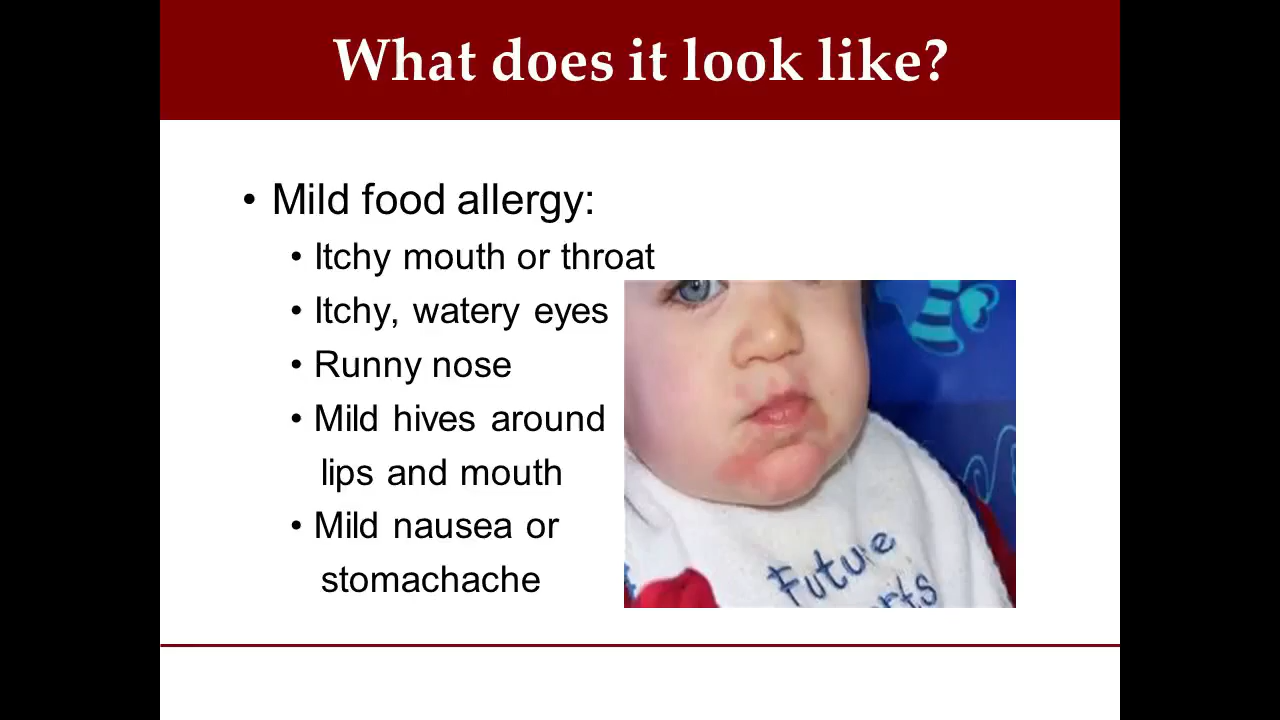 What does it look like?
• Mild food allergy:
• Itchy mouth or throat
• Itchy, watery eyes
• Runny nose
• Mild hives around
lips and mouth
• Mild nausea or
stomachache
Future